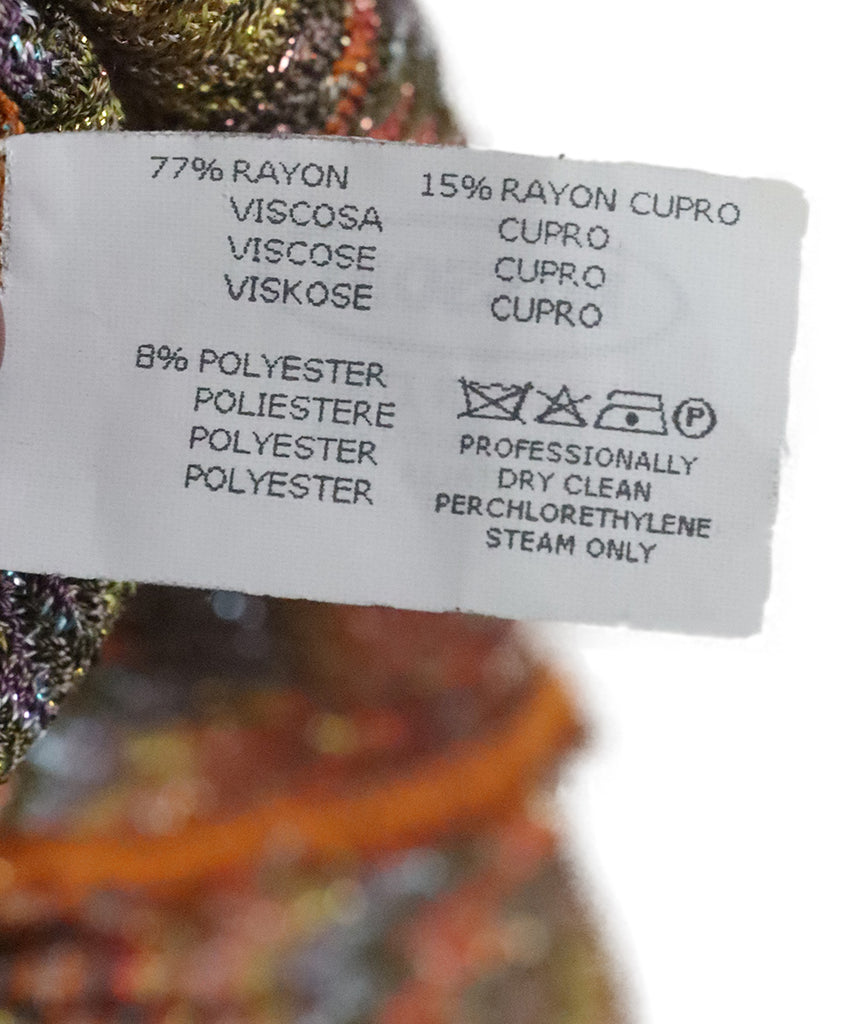 77% RAYON
VISCOSA
VISCOSE
VISKOSE
15% RAYON CUPRO
CUPRO
CUPRO
CUPRO
8% POLYESTER
POLIESTERE
POLYESTER
POLYESTER
P
PROFESSIONALLY
DRY CLEAN
PERCHLORETHYLENE
STEAM ONLY